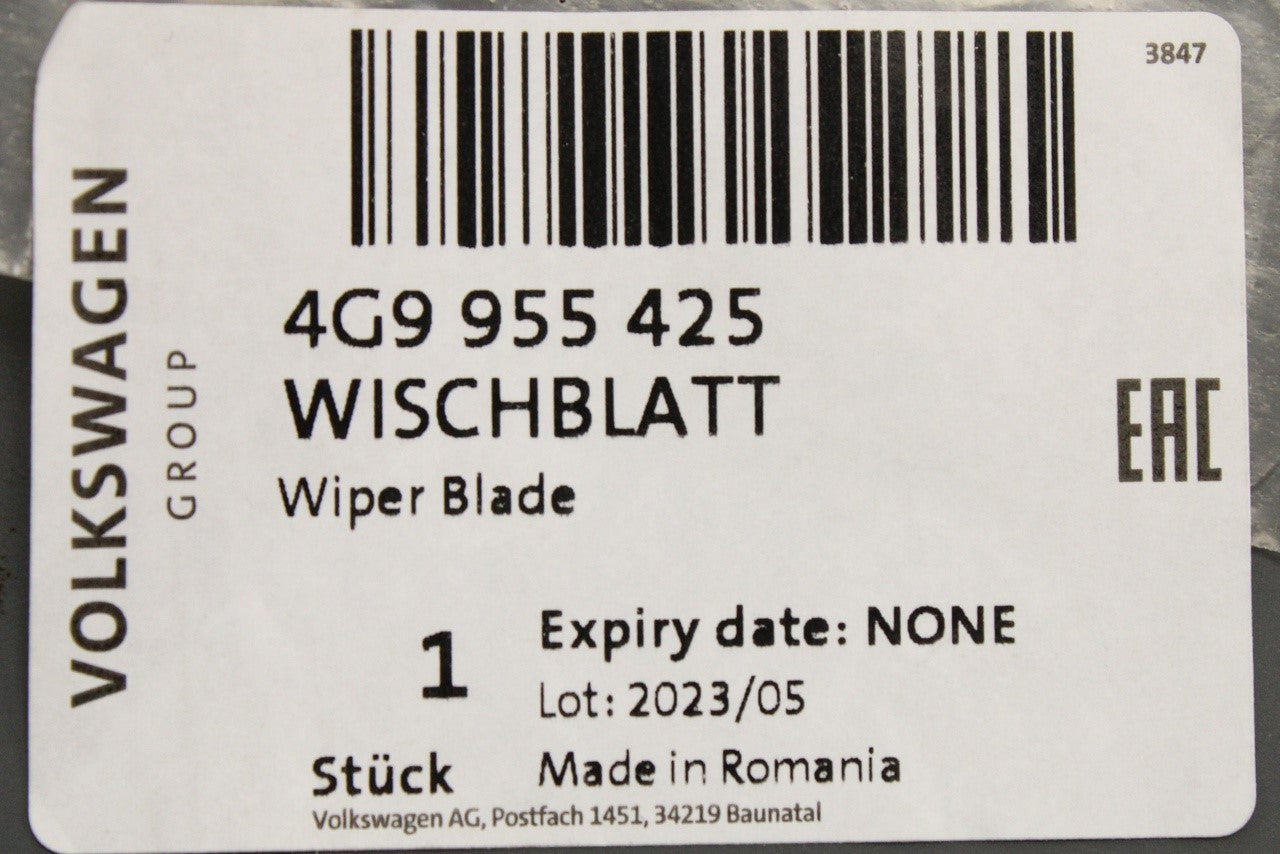 3847
VOLKSWAGEN
GROUP
4G9 955 425
WISCHBLATT
Wiper Blade
EAC
1
Stück
Expiry date: NONE
Lot: 2023/05
Made in Romania
Volkswagen AG, Postfach 1451, 34219 Baunatal